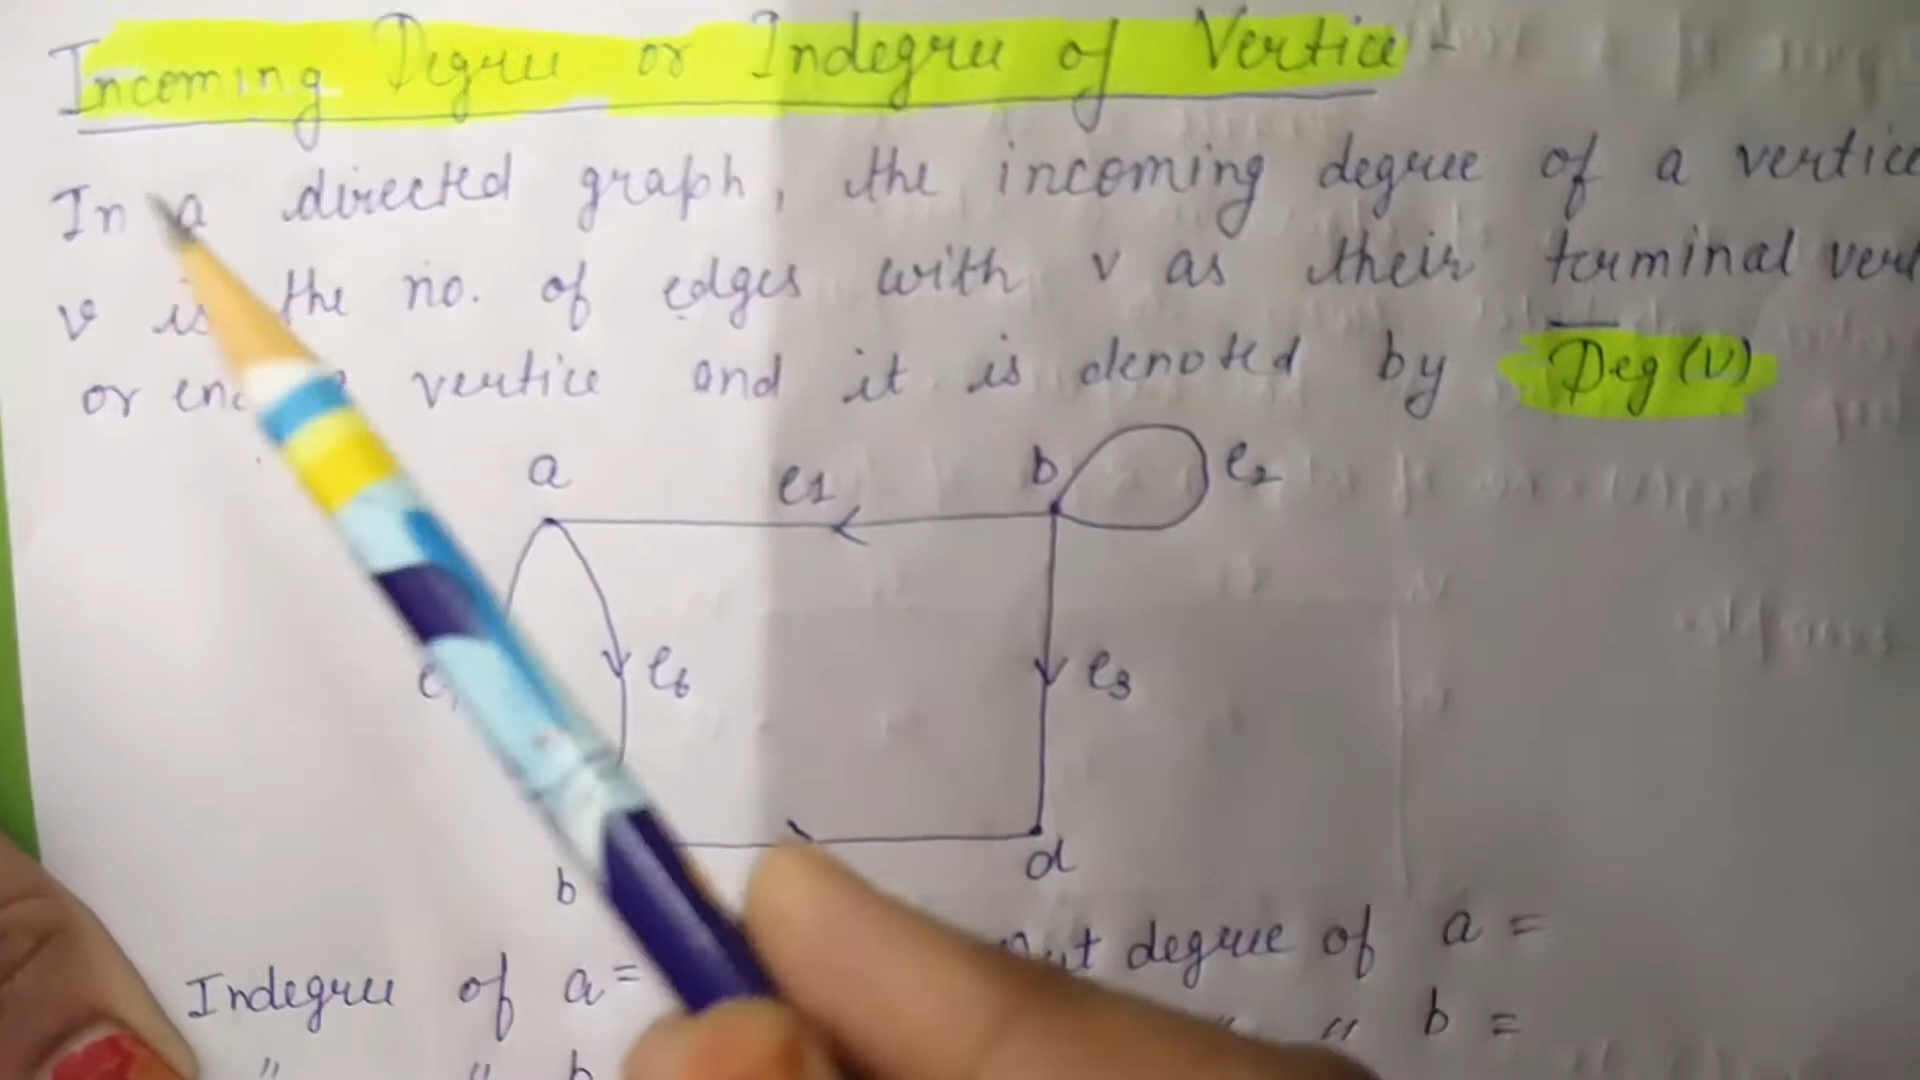 Incoming Degree or Indegree of Vertice -
In a directed graph, the incoming degree of a vertice
v is the no. of edges with v as their terminal vert
or vertice and it is denoted by Deg(V)
a e1 b e2
e6 e3
b d
Indegree of a = Out degree of a =
" " b " " b =